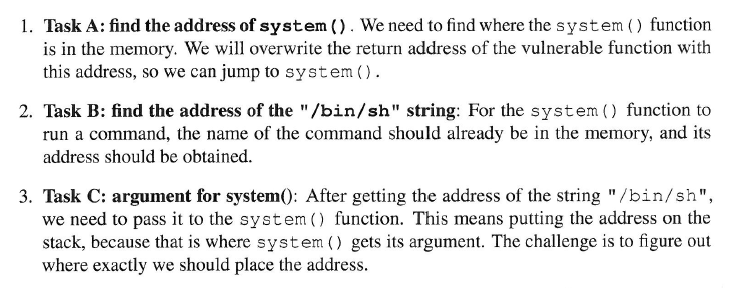 1. Task A: find the address of system(). We need to find where the system() function
is in the memory. We will overwrite the return address of the vulnerable function with
this address, so we can jump to system().
2. Task B: find the address of the "/bin/sh" string: For the system() function to
run a command, the name of the command should already be in the memory, and its
address should be obtained.
3. Task C: argument for system(): After getting the address of the string "/bin/sh",
we need to pass it to the system() function. This means putting the address on the
stack, because that is where system() gets its argument. The challenge is to figure out
where exactly we should place the address.